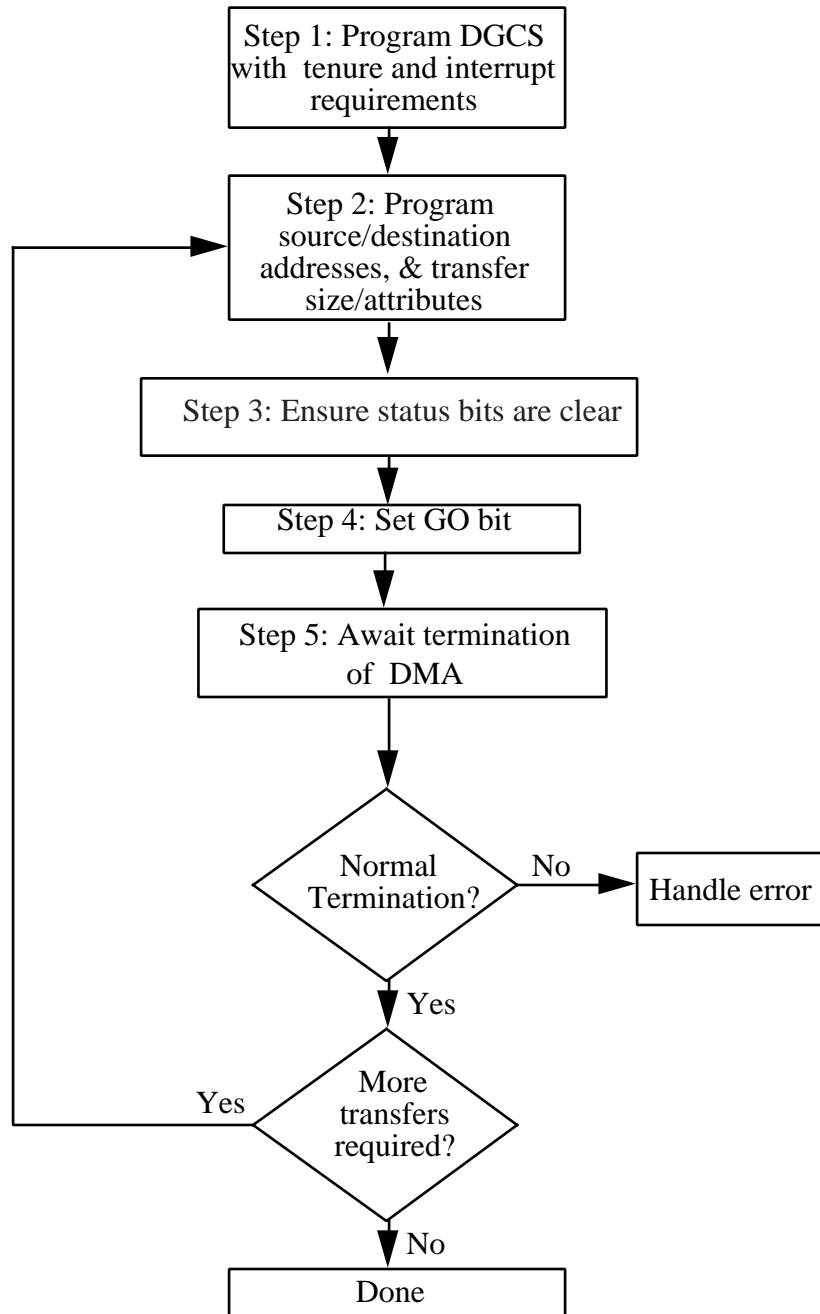 Step 1: Program DGCS
with tenure and interrupt
requirements
Step 2: Program
source/destination
addresses, & transfer
size/attributes
Step 3: Ensure status bits are clear
Step 4: Set GO bit
Step 5: Await termination
of DMA
Normal
Termination?
No
Handle error
Yes
More
transfers
required?
Yes
No
Done